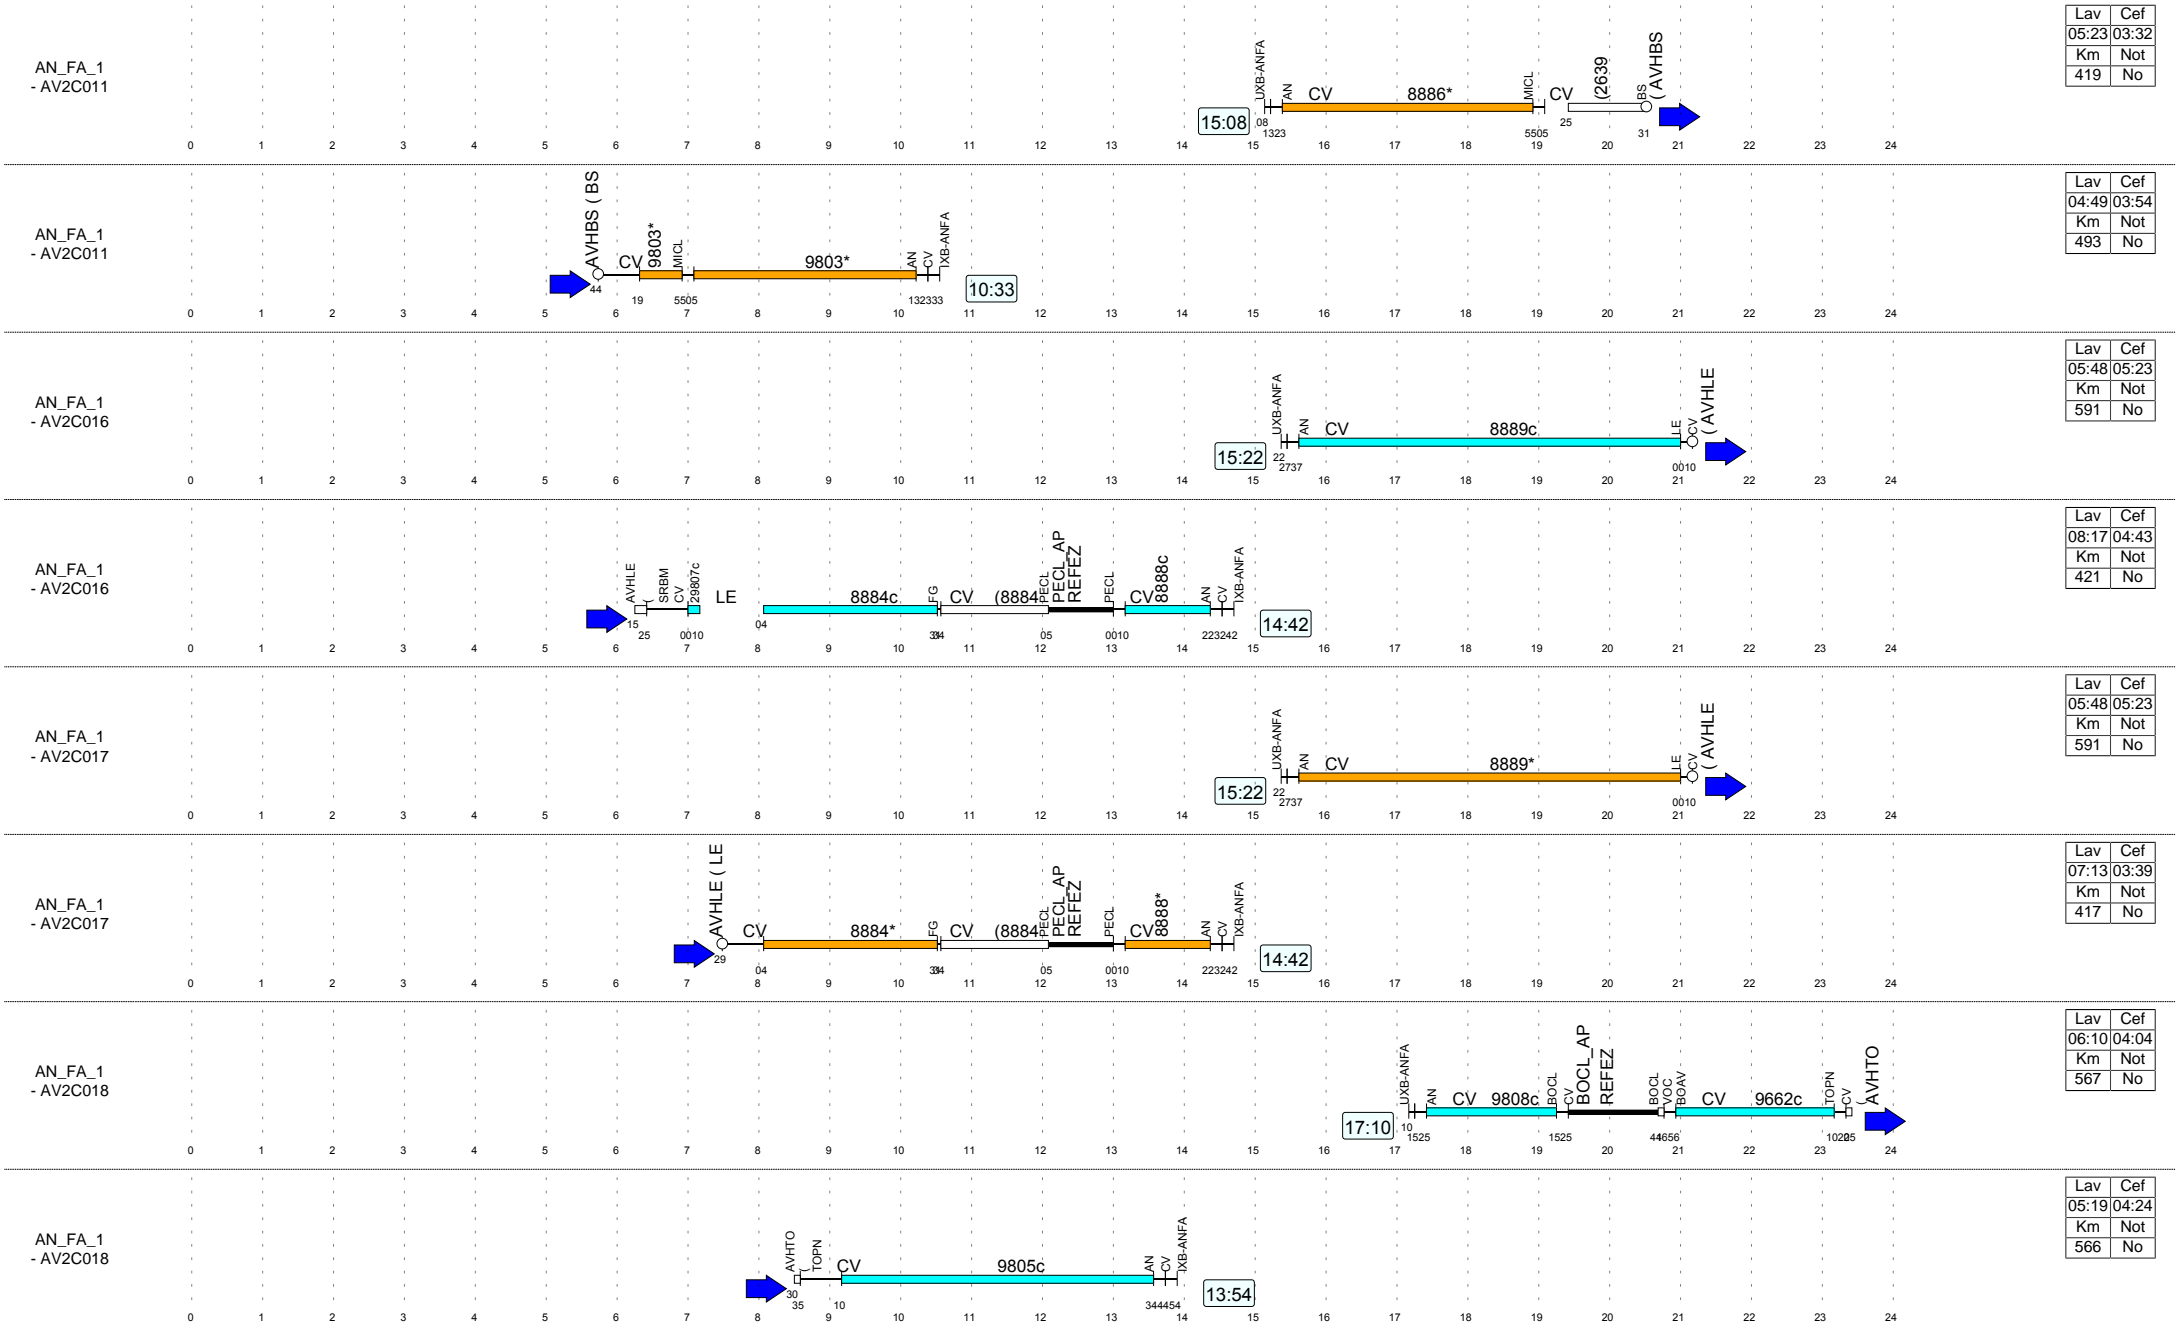 Lav Cef
05:23 03:32
Km Not
419 No
AN_FA_1
- AV2C011
15:08
UXB-ANFA
AN
CV
8886*
MICL
CV
(2639
BS
( AVHBS
08
1323
5505
25
31
0 1 2 3 4 5 6 7 8 9 10 11 12 13 14 15 16 17 18 19 20 21 22 23 24
Lav Cef
04:49 03:54
Km Not
493 No
AN_FA_1
- AV2C011
AVHBS ( BS
CV
9803*
MICL
9803*
AN
CV
IXB-ANFA
10:33
44
19
5505
132333
0 1 2 3 4 5 6 7 8 9 10 11 12 13 14 15 16 17 18 19 20 21 22 23 24
Lav Cef
05:48 05:23
Km Not
591 No
AN_FA_1
- AV2C016
15:22
UXB-ANFA
AN
CV
8889c
LE
CV
( AVHLE
22
2737
0010
0 1 2 3 4 5 6 7 8 9 10 11 12 13 14 15 16 17 18 19 20 21 22 23 24
Lav Cef
08:17 04:43
Km Not
421 No
AN_FA_1
- AV2C016
AVHLE
(
SRBM
CV
29807c
LE
8884c
FG
CV
(8884
PECL
PECL_AP
REFEZ
PECL
CV
8888c
AN
CV
IXB-ANFA
14:42
15
25
0010
04
05
0010
223242
0 1 2 3 4 5 6 7 8 9 10 11 12 13 14 15 16 17 18 19 20 21 22 23 24
Lav Cef
05:48 05:23
Km Not
591 No
AN_FA_1
- AV2C017
15:22
UXB-ANFA
AN
CV
8889*
LE
CV
( AVHLE
22
2737
0010
0 1 2 3 4 5 6 7 8 9 10 11 12 13 14 15 16 17 18 19 20 21 22 23 24
Lav Cef
07:13 03:39
Km Not
417 No
AN_FA_1
- AV2C017
AVHLE ( LE
CV
8884*
FG
CV
(8884
PECL
PECL_AP
REFEZ
PECL
CV
8888*
AN
CV
IXB-ANFA
14:42
29
04
05
0010
223242
0 1 2 3 4 5 6 7 8 9 10 11 12 13 14 15 16 17 18 19 20 21 22 23 24
Lav Cef
06:10 04:04
Km Not
567 No
AN_FA_1
- AV2C018
17:10
UXB-ANFA
AN
CV
9808c
BOCL
CV
BOCL_AP
REFEZ
BOCL
VOC
BOAV
CV
9662c
TOPN
CV
( AVHTO
10
1525
1525
0 1 2 3 4 5 6 7 8 9 10 11 12 13 14 15 16 17 18 19 20 21 22 23 24
Lav Cef
05:19 04:24
Km Not
566 No
AN_FA_1
- AV2C018
AVHTO
(
TOPN
CV
9805c
AN
CV
IXB-ANFA
13:54
30
35
10
344454
0 1 2 3 4 5 6 7 8 9 10 11 12 13 14 15 16 17 18 19 20 21 22 23 24